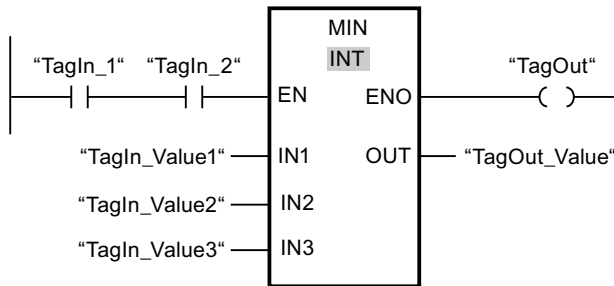 MIN
INT
“TagIn_1“ “TagIn_2“ “TagOut“
EN ENO
“TagIn_Value1“ IN1 OUT “TagOut_Value“
“TagIn_Value2“ IN2
“TagIn_Value3“ IN3